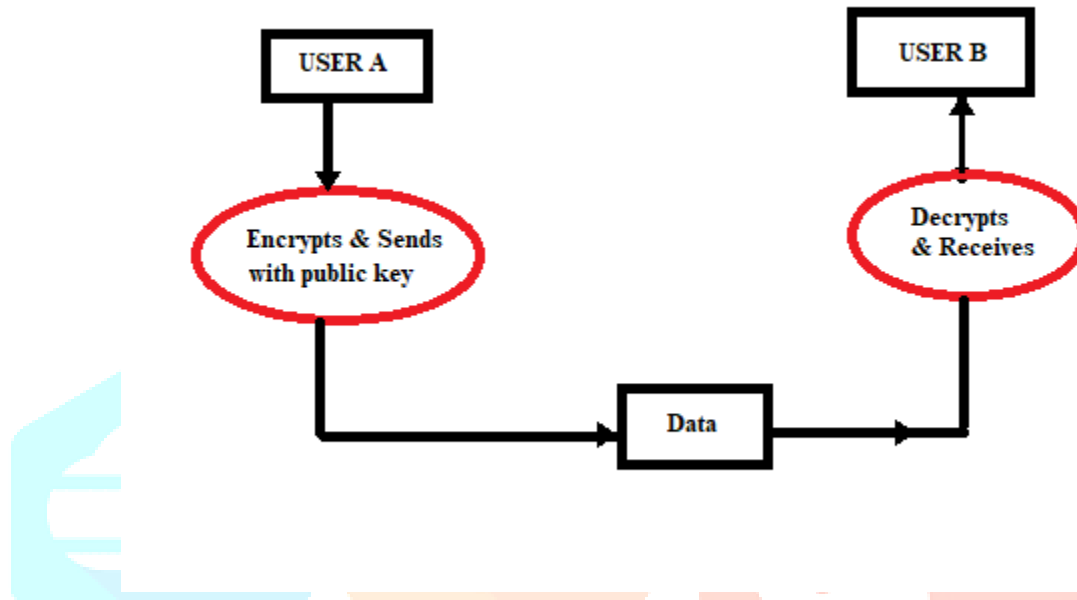 USER A
USER B
Encrypts & Sends
with public key
Decrypts
& Receives
Data